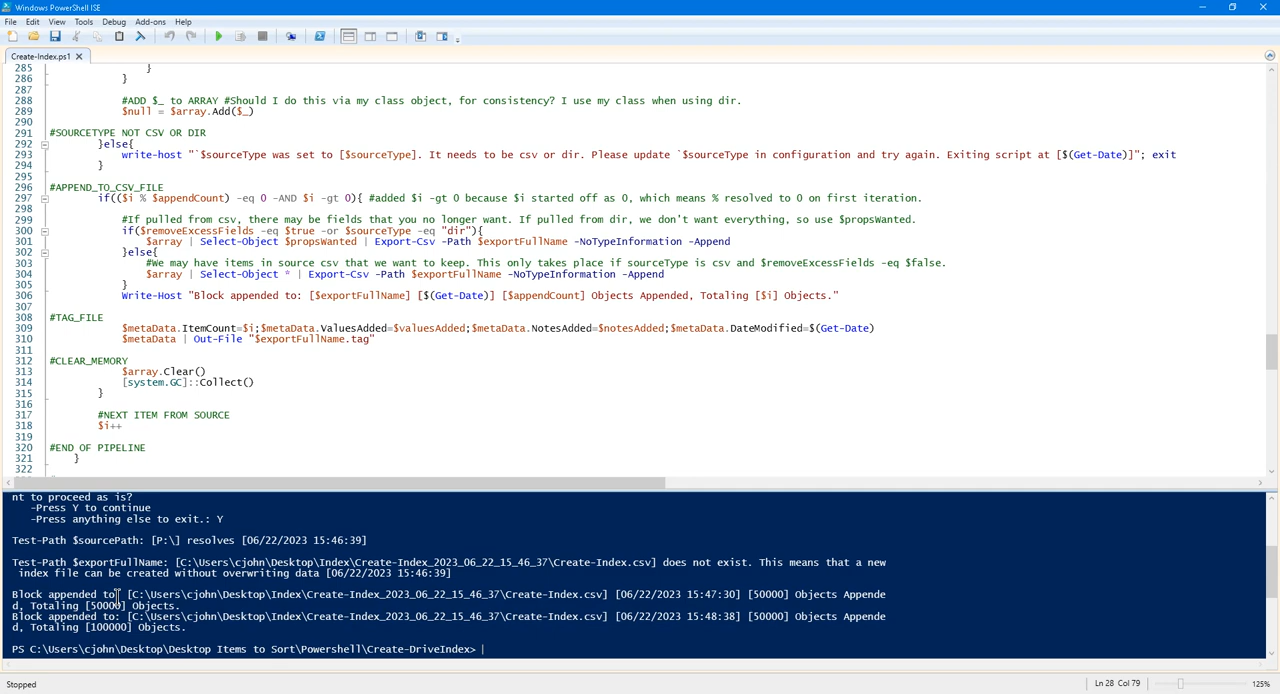 Windows PowerShell ISE
File Edit View Tools Debug Add-ons Help
Create-Index.ps1
285 }
286 }
287
288 #ADD $_ to ARRAY #Should I do this via my class object, for consistency? I use my class when using dir.
289 $null = $array.Add($_)
290
291 #SOURCETYPE NOT CSV OR DIR
292 }else{
293 write-host "`$sourceType was set to [$sourceType]. It needs to be csv or dir. Please update `$sourceType in configuration and try again. Exiting script at [$(Get-Date)]"; exit
294 }
295
296 #APPEND_TO_CSV_FILE
297 if(($i % $appendCount) -eq 0 -AND $i -gt 0){ #added $i -gt 0 because $i started off as 0, which means % resolved to 0 on first iteration.
298
299 #If pulled from csv, there may be fields that you no longer want. If pulled from dir, we don't want everything, so use $propsWanted.
300 if($removeExcessFields -eq $true -or $sourceType -eq "dir"){
301 $array | Select-Object $propsWanted | Export-Csv -Path $exportFullName -NoTypeInformation -Append
302 }else{
303 #We may have items in source csv that we want to keep. This only takes place if sourceType is csv and $removeExcessFields -eq $false.
304 $array | Select-Object * | Export-Csv -Path $exportFullName -NoTypeInformation -Append
305 }
306 Write-Host "Block appended to: [$exportFullName] [$(Get-Date)] [$appendCount] Objects Appended, Totaling [$i] Objects."
307
308 #TAG_FILE
309 $metaData.ItemCount=$i;$metaData.ValuesAdded=$valuesAdded;$metaData.NotesAdded=$notesAdded;$metaData.DateModified=$(Get-Date)
310 $metaData | Out-File "$exportFullName.tag"
311
312 #CLEAR_MEMORY
313 $array.Clear()
314 [system.GC]::Collect()
315 }
316
317 #NEXT ITEM FROM SOURCE
318 $i++
319
320 #END OF PIPELINE
321 }
322
nt to proceed as is?
-Press Y to continue
-Press anything else to exit.: Y
Test-Path $sourcePath: [P:\] resolves [06/22/2023 15:46:39]
Test-Path $exportFullName: [C:\Users\cjohn\Desktop\Index\Create-Index_2023_06_22_15_46_37\Create-Index.csv] does not exist. This means that a new
index file can be created without overwriting data [06/22/2023 15:46:39]
Block appended to: [C:\Users\cjohn\Desktop\Index\Create-Index_2023_06_22_15_46_37\Create-Index.csv] [06/22/2023 15:47:30] [50000] Objects Appende
d, Totaling [50000] Objects.
Block appended to: [C:\Users\cjohn\Desktop\Index\Create-Index_2023_06_22_15_46_37\Create-Index.csv] [06/22/2023 15:48:38] [50000] Objects Appende
d, Totaling [100000] Objects.
PS C:\Users\cjohn\Desktop\Desktop Items to Sort\Powershell\Create-DriveIndex>
Stopped Ln 28 Col 79 125%